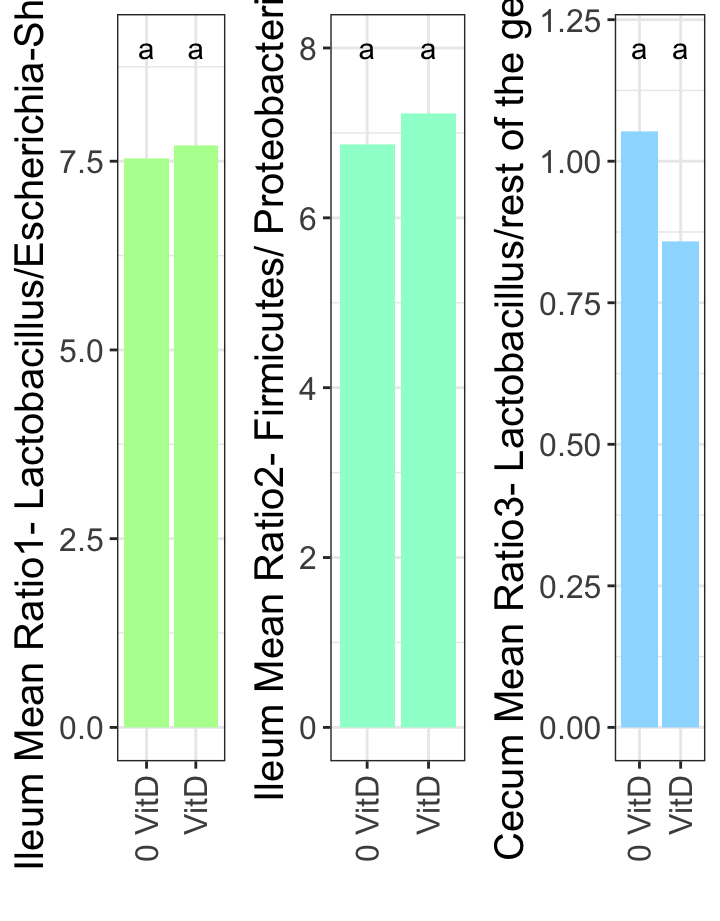 Ileum Mean Ratio1- Lactobacillus/Escherichia-Sh
7.5
5.0
2.5
0.0
a a
0 VitD
VitD
Ileum Mean Ratio2- Firmicutes/ Proteobacteri
8
6
4
2
0
a a
0 VitD
VitD
Cecum Mean Ratio3- Lactobacillus/rest of the ge
1.25
1.00
0.75
0.50
0.25
0.00
a a
0 VitD
VitD